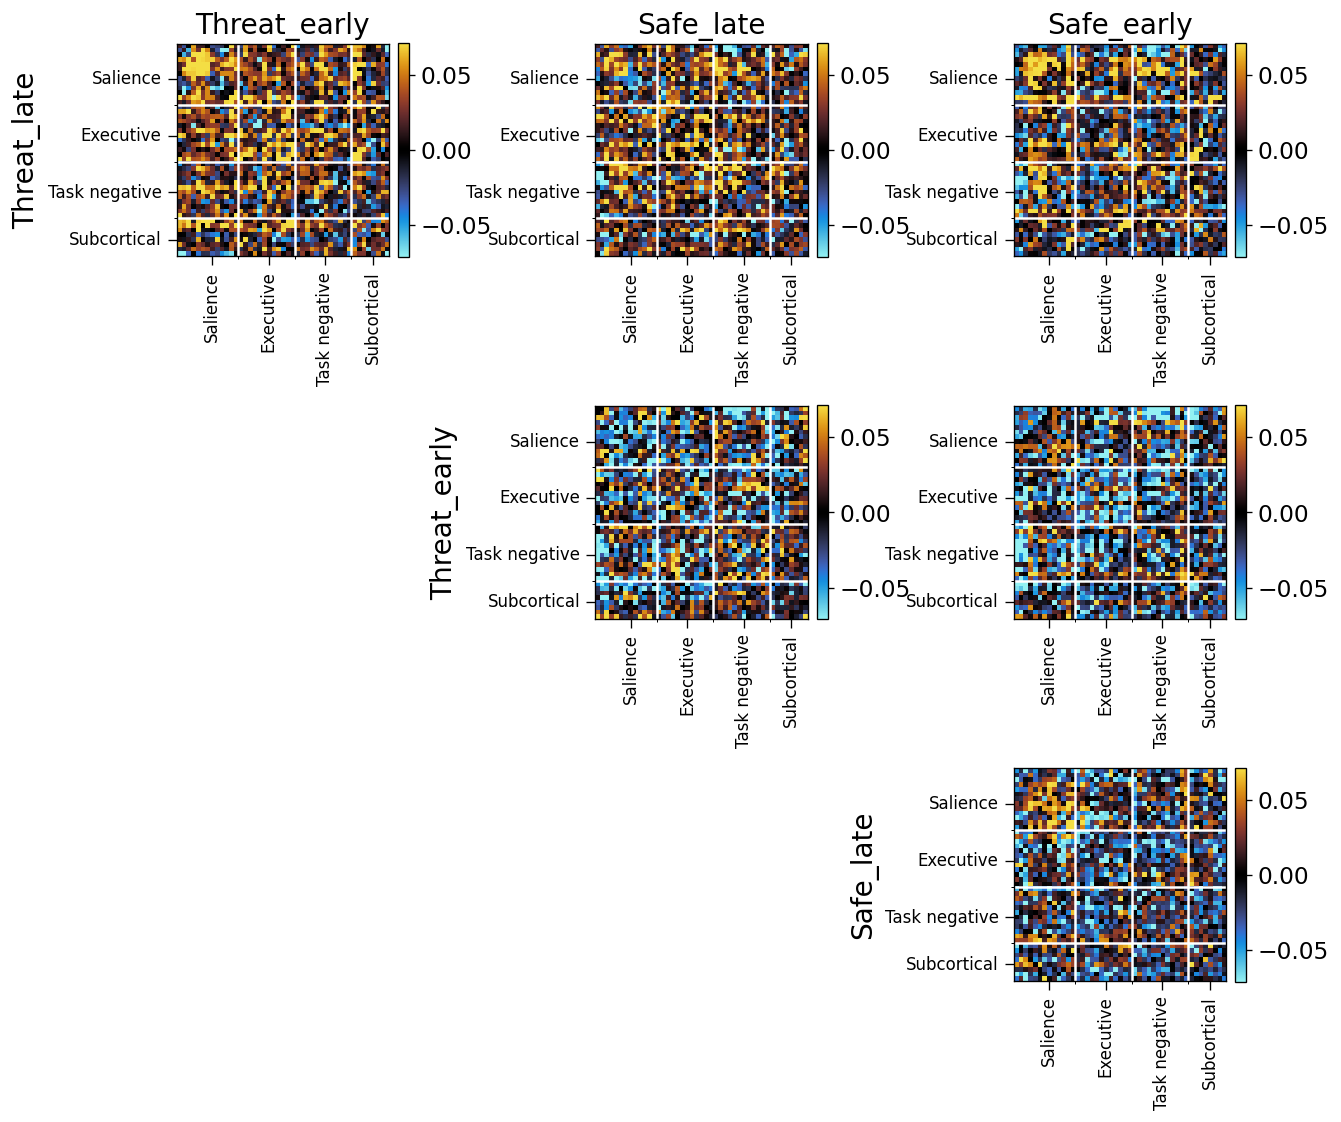 Threat_early
Safe_late
Safe_early
Threat_late
Salience
Executive
Task negative
Subcortical
Salience
Executive
Task negative
Subcortical
0.05
0.00
−0.05
Salience
Executive
Task negative
Subcortical
Salience
Executive
Task negative
Subcortical
0.05
0.00
−0.05
Salience
Executive
Task negative
Subcortical
Salience
Executive
Task negative
Subcortical
0.05
0.00
−0.05
Threat_early
Salience
Executive
Task negative
Subcortical
Salience
Executive
Task negative
Subcortical
0.05
0.00
−0.05
Salience
Executive
Task negative
Subcortical
Salience
Executive
Task negative
Subcortical
0.05
0.00
−0.05
Safe_late
Salience
Executive
Task negative
Subcortical
Salience
Executive
Task negative
Subcortical
0.05
0.00
−0.05